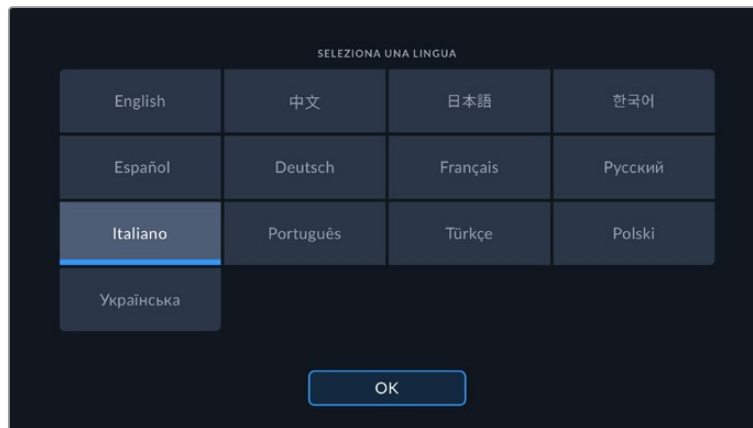 SELEZIONA UNA LINGUA
English 中文 日本語 한국어
Español Deutsch Français Русский
Italiano Português Türkçe Polski
Українська
OK